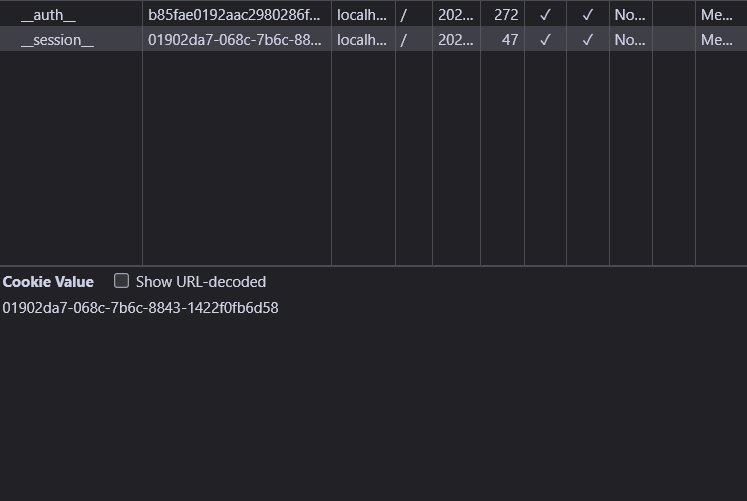 __auth__ b85fae0192aac2980286f... localh... / 202... 272 ✓ ✓ No... Me...
__session__ 01902da7-068c-7b6c-88... localh... / 202... 47 ✓ ✓ No... Me...
Cookie Value Show URL-decoded
01902da7-068c-7b6c-8843-1422f0fb6d58